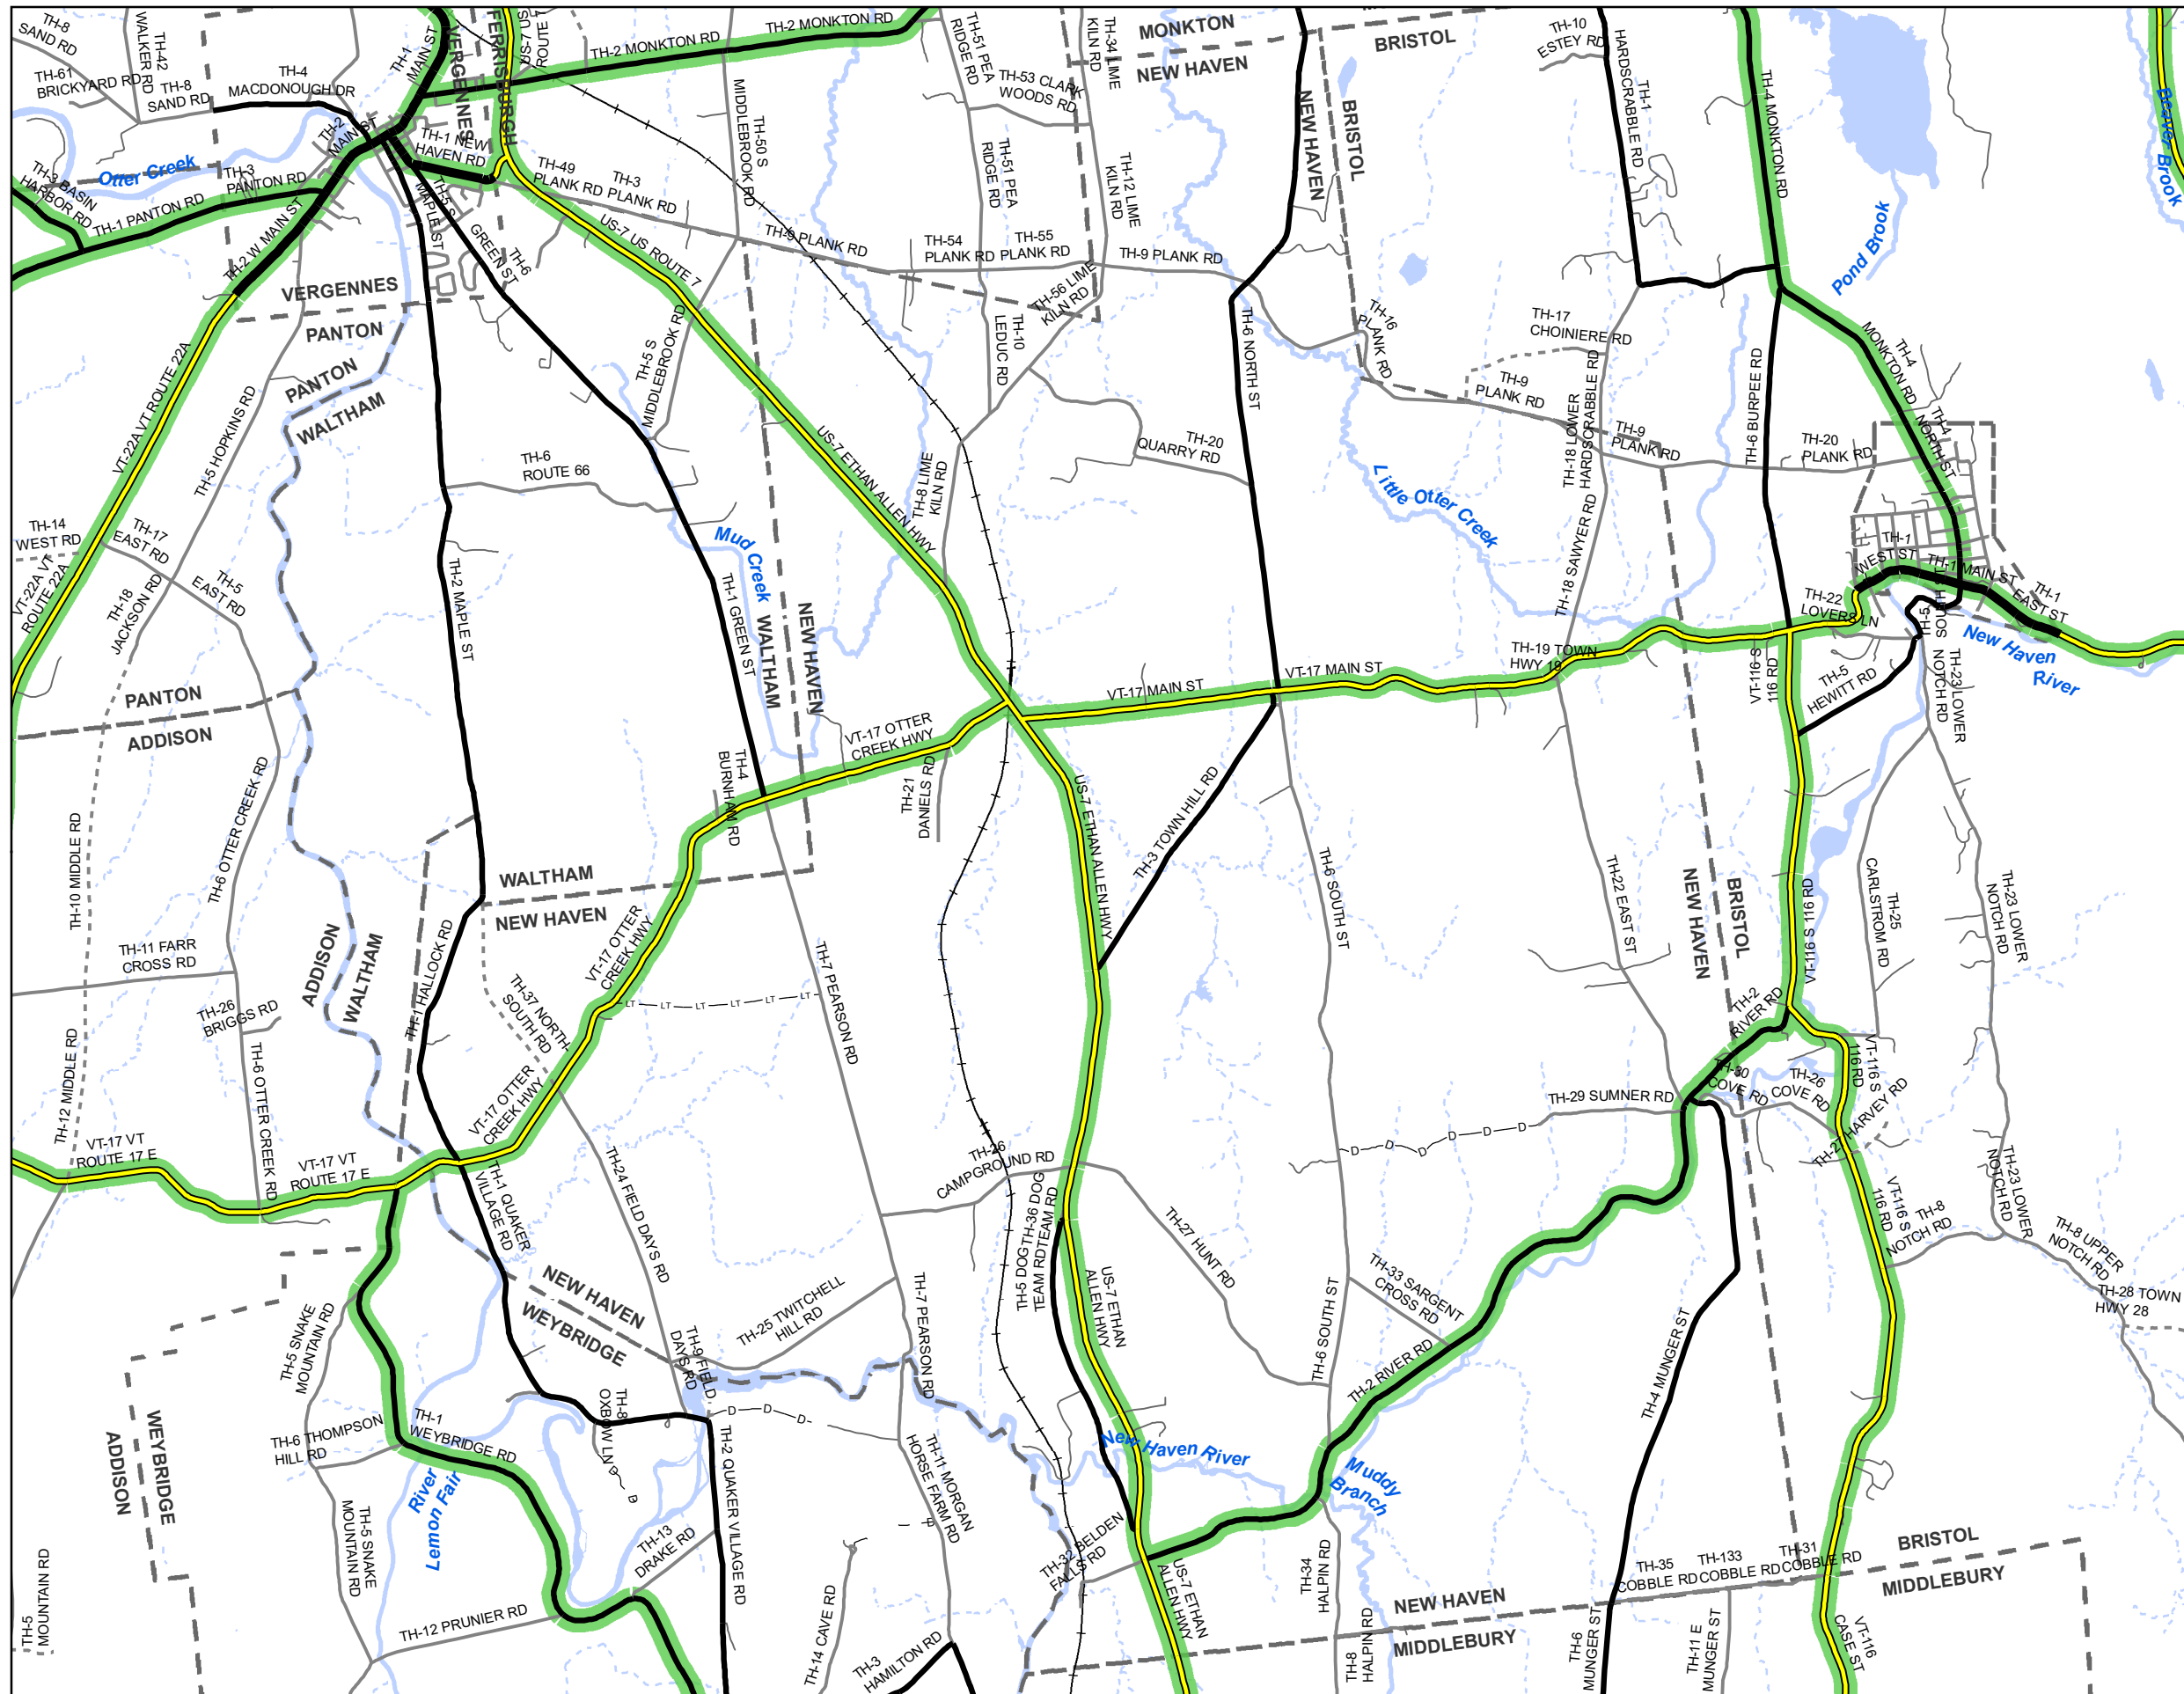 TH-8
SAND RD
TH-42
WALKER RD
TH-61
BRICKYARD RD
TH-8
SAND RD
TH-4
MACDONOUGH DR
TH-1
MAIN ST
VERGENNES
FERRISBURGH
TH-2 MONKTON RD
TH-2 MONKTON RD
TH-51 PEA
RIDGE RD
TH-34 LIME
KILN RD
MONKTON
NEW HAVEN
BRISTOL
TH-10
ESTEY RD
TH-1
HARDSCRABBLE RD
TH-4 MONKTON RD
Beaver Brook
TH-53 CLARK
WOODS RD
TH-2
MAIN ST
TH-1 NEW
HAVEN RD
TH-50 S
MIDDLEBROOK RD
TH-51 PEA
RIDGE RD
TH-12 LIME
KILN RD
NEW HAVEN
BRISTOL
Otter Creek
TH-3 BASIN
HARBOR RD
TH-3
PANTON RD
TH-1 PANTON RD
TH-2 W MAIN ST
MAPLE ST
TH-5 S
GREEN ST
TH-6
TH-49
PLANK RD
TH-3
PLANK RD
US-7 US ROUTE 7
TH-9 PLANK RD
TH-54
PLANK RD
TH-55
PLANK RD
TH-9 PLANK RD
TH-56 LIME
KILN RD
Pond Brook
VERGENNES
PANTON
PANTON
WALTHAM
TH-5 S
MIDDLEBROOK RD
TH-10
LEDUC RD
TH-6 NORTH ST
TH-16
PLANK RD
TH-17
CHOINIERE RD
TH-9
PLANK RD
TH-18 LOWER
HARDSCRABBLE RD
TH-6 BURPEE RD
TH-4
MONKTON RD
TH-4
NORTH ST
VT-22A VT ROUTE 22A
TH-5 HOPKINS RD
TH-6
ROUTE 66
US-7 ETHAN ALLEN HWY
TH-8 LIME
KILN RD
TH-20
QUARRY RD
TH-9
PLANK RD
TH-20
PLANK RD
Little Otter Creek
TH-14
WEST RD
TH-17
EAST RD
VT-22A VT
ROUTE 22A
TH-18
JACKSON RD
TH-5
EAST RD
TH-2 MAPLE ST
Mud Creek
TH-1 GREEN ST
WALTHAM
NEW HAVEN
TH-18 SAWYER RD
TH-1
WEST ST
TH-1 MAIN ST
TH-1
EAST ST
TH-22
LOVERS LN
TH-5
SOUTH ST
New Haven
River
PANTON
ADDISON
VT-17 OTTER
CREEK HWY
VT-17 MAIN ST
VT-17 MAIN ST
TH-19 TOWN
HWY 19
VT-116 S
116 RD
TH-5
HEWITT RD
TH-23 LOWER
NOTCH RD
TH-4
BURNHAM RD
TH-21
DANIELS RD
US-7 ETHAN ALLEN HWY
TH-3 TOWN HILL RD
TH-10 MIDDLE RD
TH-6 OTTER CREEK RD
WALTHAM
NEW HAVEN
TH-6 SOUTH ST
TH-22 EAST ST
NEW HAVEN
BRISTOL
VT-116 S 116 RD
TH-25
CARLSTROM RD
TH-23 LOWER
NOTCH RD
TH-11 FARR
CROSS RD
ADDISON
WALTHAM
TH-1 HALLOCK RD
TH-37 NORTH-
SOUTH RD
VT-17 OTTER
CREEK HWY
LT LT LT LT LT LT
TH-7 PEARSON RD
TH-26
BRIGGS RD
TH-2
RIVER RD
TH-12 MIDDLE RD
TH-6 OTTER CREEK RD
VT-17 OTTER
CREEK HWY
TH-29 SUMNER RD
TH-30
COVE RD
TH-26
COVE RD
VT-116 S
116 RD
TH-27 HARVEY RD
D D D D D D
VT-17 VT
ROUTE 17 E
VT-17 VT
ROUTE 17 E
TH-1 QUAKER
VILLAGE RD
TH-24 FIELD DAYS RD
TH-26
CAMPGROUND RD
TH-5 DOG
TEAM RD
TH-36 DOG
TEAM RD
TH-27 HUNT RD
VT-116 S
116 RD
TH-8
NOTCH RD
TH-23 LOWER
NOTCH RD
TH-8 UPPER
NOTCH RD
TH-28 TOWN
HWY 28
TH-5 SNAKE
MOUNTAIN RD
NEW HAVEN
WEYBRIDGE
TH-25 TWITCHELL
HILL RD
TH-7 PEARSON RD
US-7 ETHAN
ALLEN HWY
TH-33 SARGENT
CROSS RD
TH-6 SOUTH ST
TH-2 RIVER RD
TH-4 MUNGER ST
TH-9 FIELD
DAYS RD
WEYBRIDGE
ADDISON
TH-6 THOMPSON
HILL RD
TH-1
WEYBRIDGE RD
TH-8
OXBOW LN
D D D
D D
River
Lemon Fair
TH-2 QUAKER VILLAGE RD
TH-11 MORGAN
HORSE FARM RD
D
New Haven River
Muddy
Branch
TH-5 SNAKE
MOUNTAIN RD
TH-13
DRAKE RD
TH-32 BELDEN
FALLS RD
US-7 ETHAN
ALLEN HWY
TH-34
HALPIN RD
TH-35
COBBLE RD
TH-133
COBBLE RD
TH-31
COBBLE RD
BRISTOL
MIDDLEBURY
TH-5
MOUNTAIN RD
TH-12 PRUNIER RD
TH-14 CAVE RD
TH-3
HAMILTON RD
TH-8
HALPIN RD
NEW HAVEN
MIDDLEBURY
TH-6
MUNGER ST
TH-11 E
MUNGER ST
VT-116
CASE ST